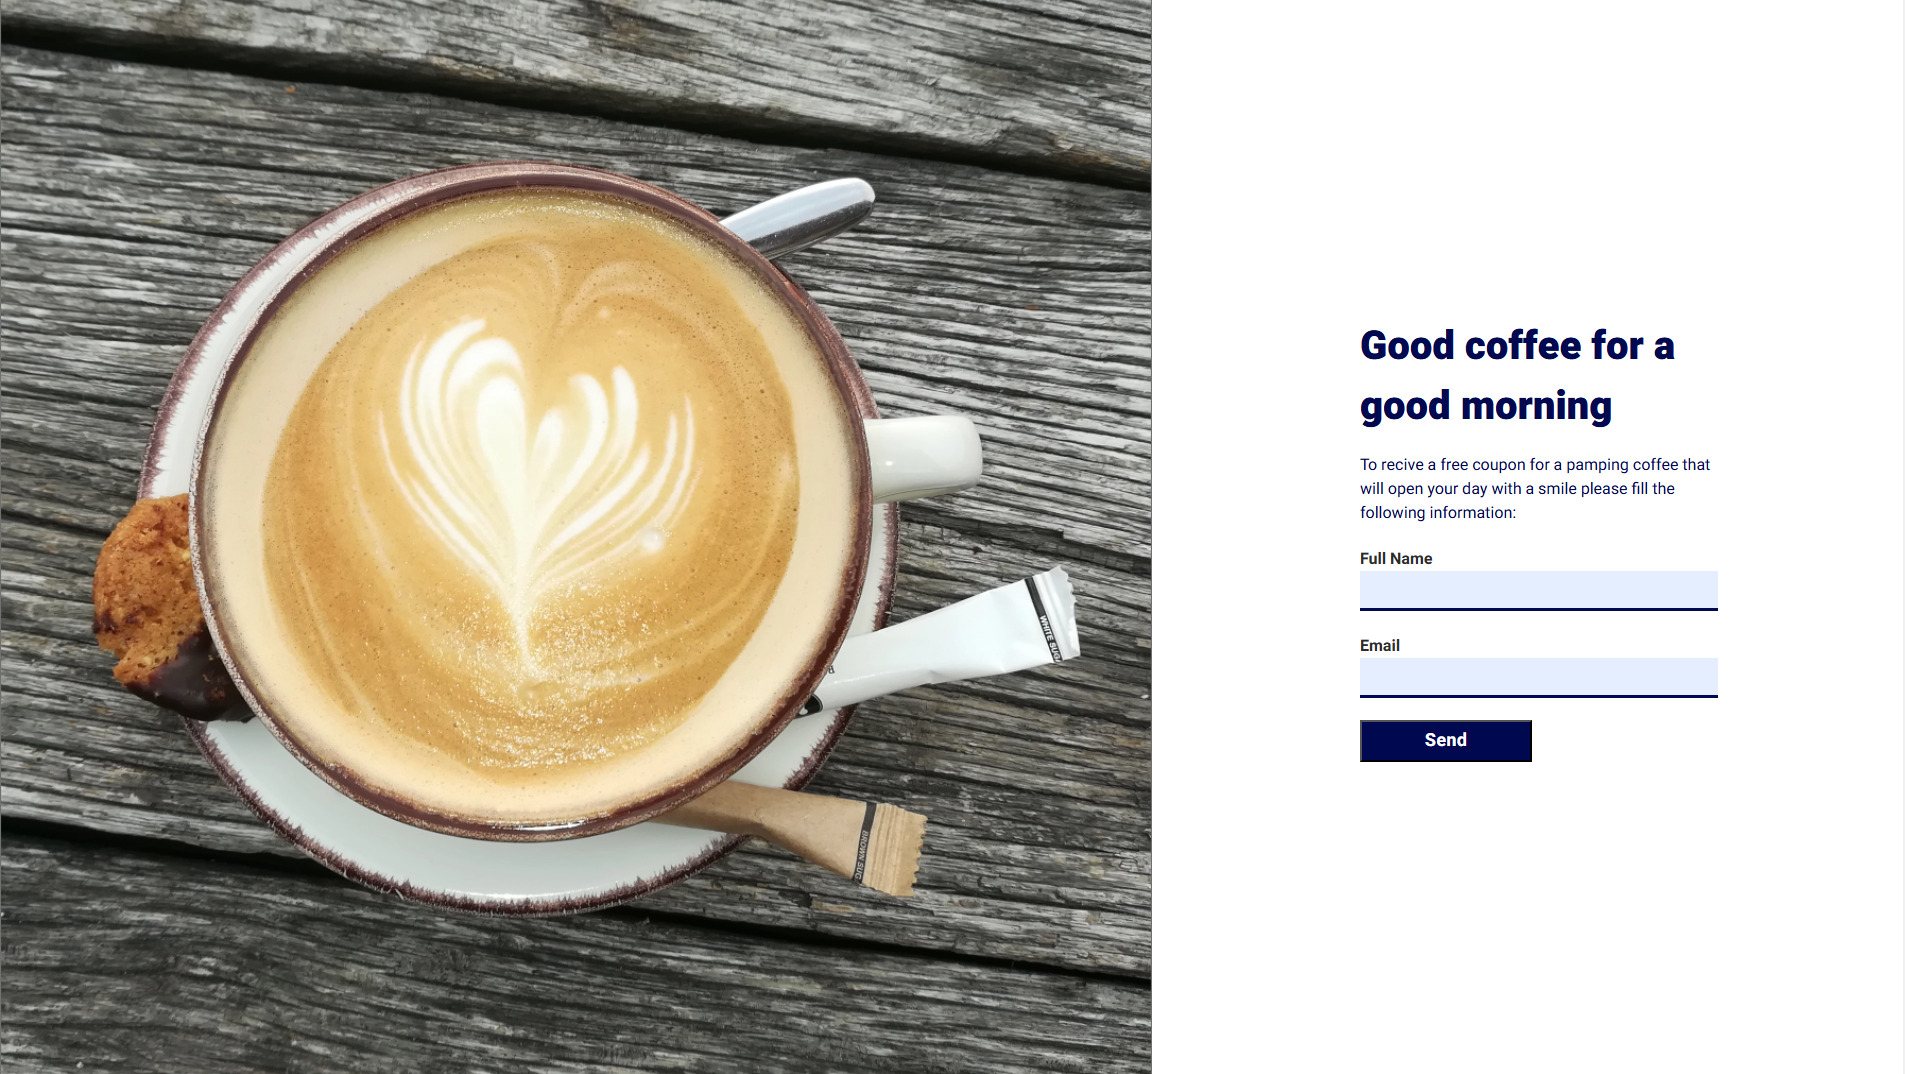 Good coffee for a
good morning
To recive a free coupon for a pamping coffee that
will open your day with a smile please fill the
following information:
Full Name
Email
Send
WHITE SUGA
BROWN SUG